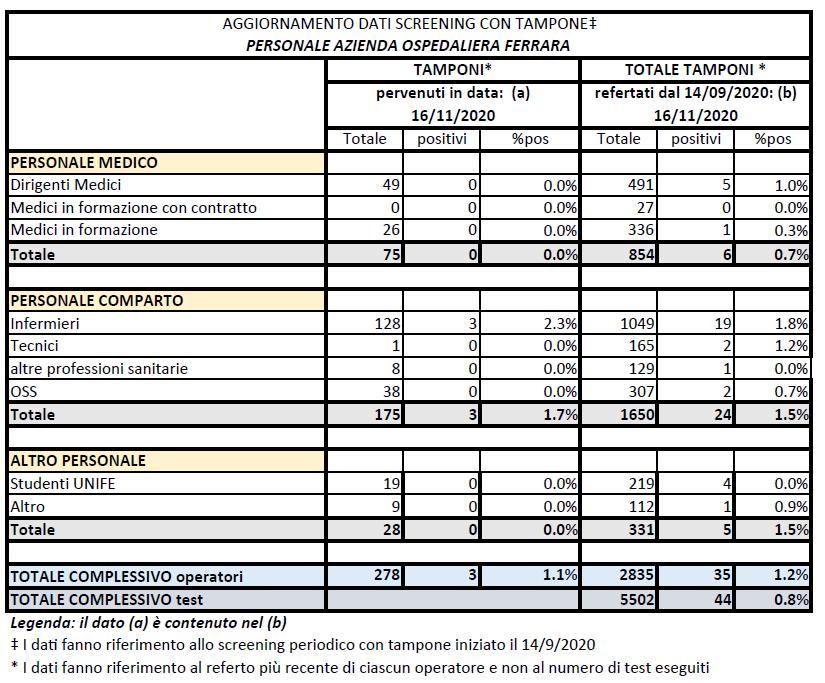 AGGIORNAMENTO DATI SCREENING CON TAMPONE‡
PERSONALE AZIENDA OSPEDALIERA FERRARA
TAMPONI* TOTALE TAMPONI *
pervenuti in data: (a) refertati dal 14/09/2020: (b)
16/11/2020 16/11/2020
Totale positivi %pos Totale positivi %pos
PERSONALE MEDICO
Dirigenti Medici 49 0 0.0% 491 5 1.0%
Medici in formazione con contratto 0 0 0.0% 27 0 0.0%
Medici in formazione 26 0 0.0% 336 1 0.3%
Totale 75 0 0.0% 854 6 0.7%
PERSONALE COMPARTO
Infermieri 128 3 2.3% 1049 19 1.8%
Tecnici 1 0 0.0% 165 2 1.2%
altre professioni sanitarie 8 0 0.0% 129 1 0.0%
OSS 38 0 0.0% 307 2 0.7%
Totale 175 3 1.7% 1650 24 1.5%
ALTRO PERSONALE
Studenti UNIFE 19 0 0.0% 219 4 0.0%
Altro 9 0 0.0% 112 1 0.9%
Totale 28 0 0.0% 331 5 1.5%
TOTALE COMPLESSIVO operatori 278 3 1.1% 2835 35 1.2%
TOTALE COMPLESSIVO test 5502 44 0.8%
Legenda: il dato (a) è contenuto nel (b)
‡ I dati fanno riferimento allo screening periodico con tampone iniziato il 14/9/2020
* I dati fanno riferimento al referto più recente di ciascun operatore e non al numero di test eseguiti